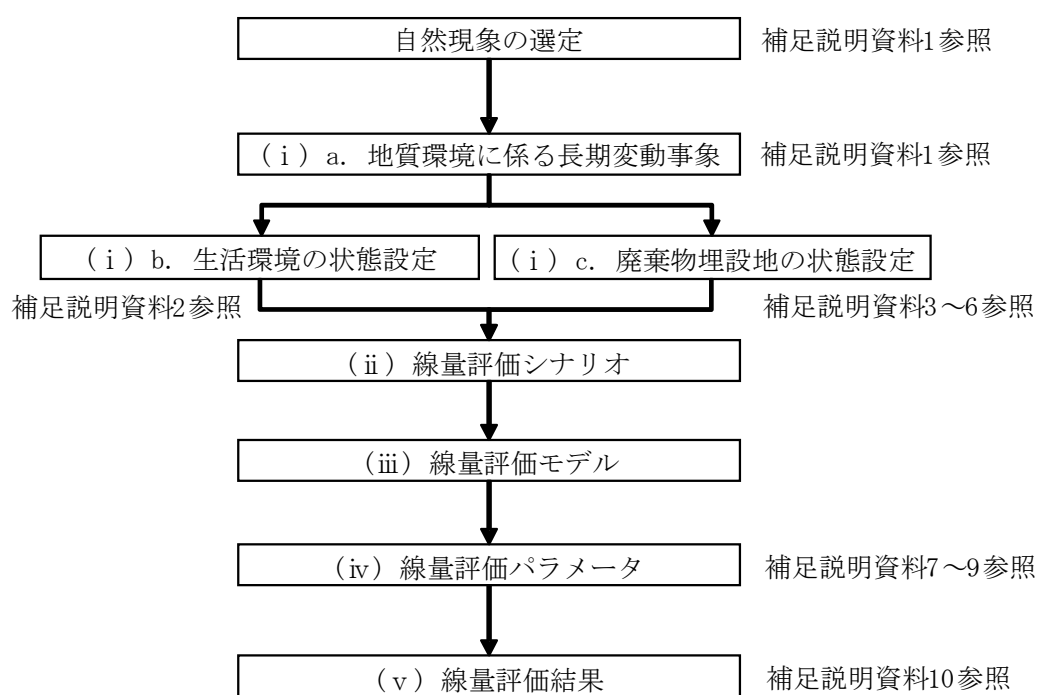 自然現象の選定
補足説明資料1参照
(ⅰ) a. 地質環境に係る長期変動事象
補足説明資料1参照
(ⅰ) b. 生活環境の状態設定
(ⅰ) c. 廃棄物埋設地の状態設定
補足説明資料2参照
補足説明資料3~6参照
(ⅱ) 線量評価シナリオ
(ⅲ) 線量評価モデル
(ⅳ) 線量評価パラメータ
補足説明資料7~9参照
(ⅴ) 線量評価結果
補足説明資料10参照